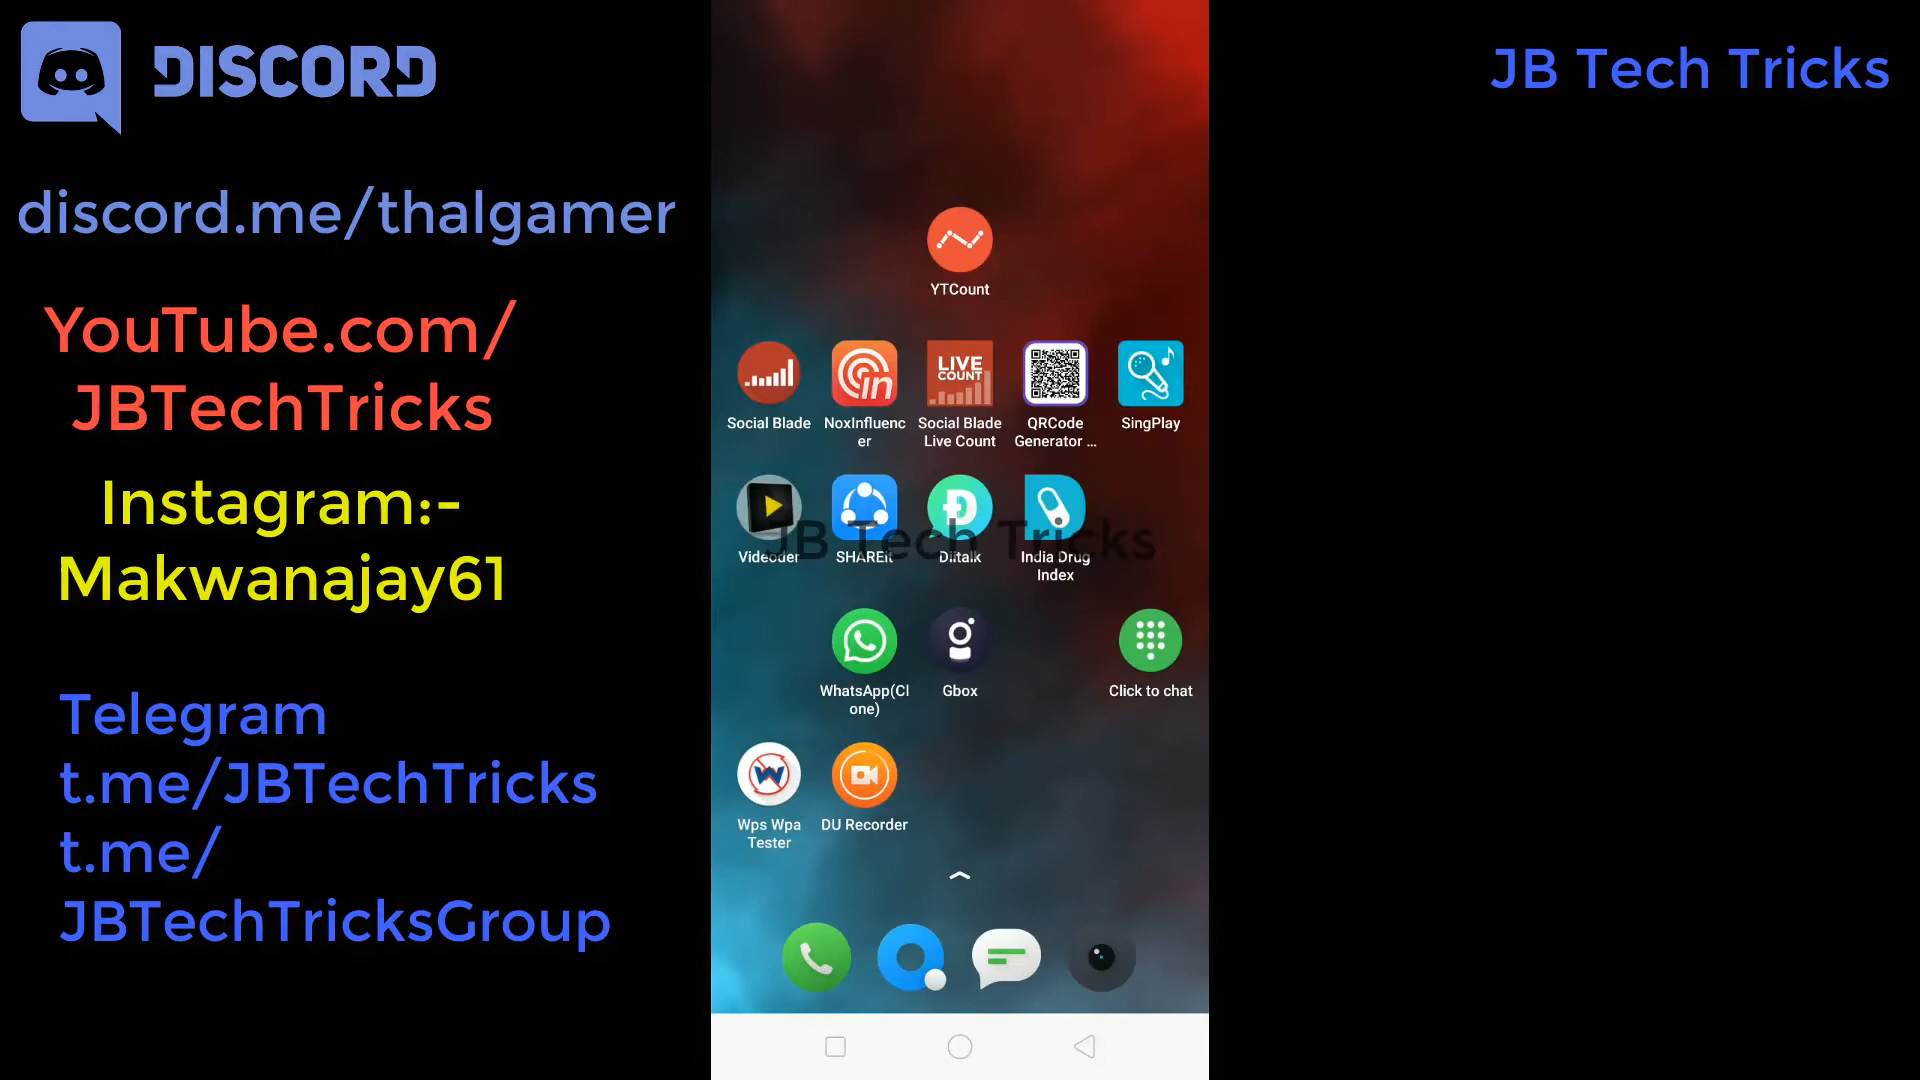 DISCORD
JB Tech Tricks
discord.me/thalgamer
YouTube.com/
JBTechTricks
Instagram:-
Makwanajay61
Telegram
t.me/JBTechTricks
t.me/
JBTechTricksGroup
YTCount
LIVE
COUNT
in
Social Blade
NoxInfluenc
er
Social Blade
Live Count
QRCode
Generator ...
SingPlay
JB Tech Tricks
Videoder
SHAREit
Diitalk
India Drug
Index
WhatsApp(Cl
one)
Gbox
Click to chat
W
Wps Wpa
Tester
DU Recorder